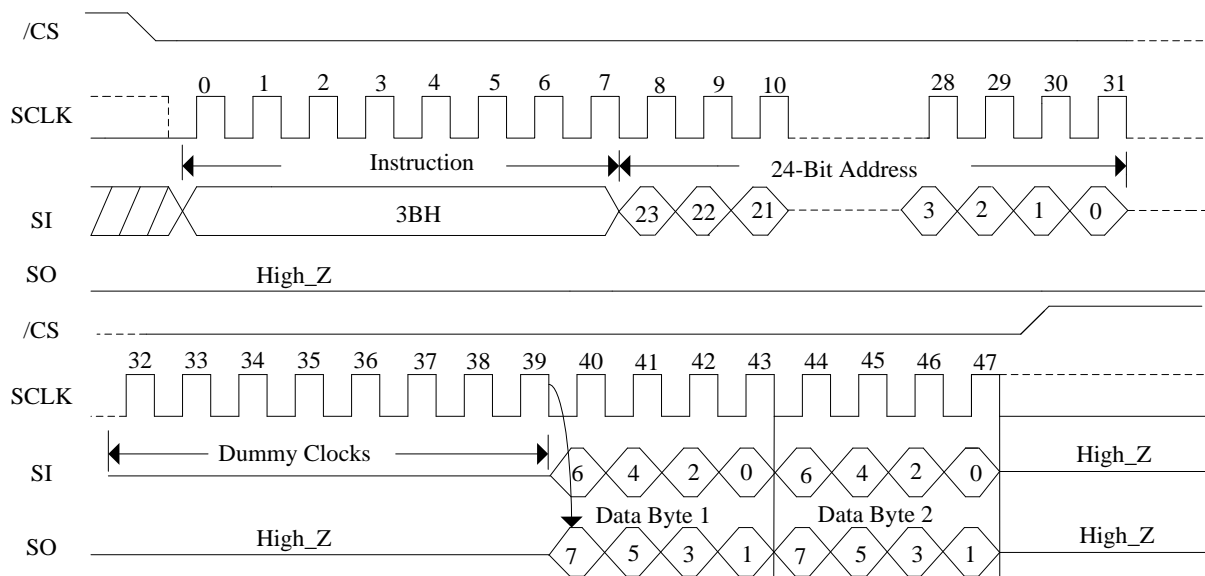 /CS
0 1 2 3 4 5 6 7 8 9 10 28 29 30 31
SCLK
Instruction 24-Bit Address
SI 3BH 23 22 21 3 2 1 0
SO High_Z
/CS
32 33 34 35 36 37 38 39 40 41 42 43 44 45 46 47
SCLK
Dummy Clocks
SI 6 4 2 0 6 4 2 0 High_Z
Data Byte 1 Data Byte 2
SO High_Z 7 5 3 1 7 5 3 1 High_Z